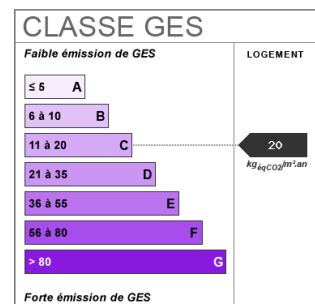 CLASSE GES
Faible émission de GES
LOGEMENT
≤ 5 A
6 à 10 B
11 à 20 C
20
kgéqCO2/m².an
21 à 35 D
36 à 55 E
56 à 80 F
> 80 G
Forte émission de GES